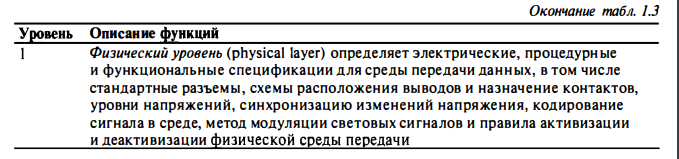 Окончание табл. 1.3
Уровень Описание функций
1 Физический уровень (physical layer) определяет электрические, процедурные
и функциональные спецификации для среды передачи данных, в том числе
стандартные разъемы, схемы расположения выводов и назначение контактов,
уровни напряжений, синхронизацию изменений напряжения, кодирование
сигнала в среде, метод модуляции световых сигналов и правила активизации
и деактивизации физической среды передачи